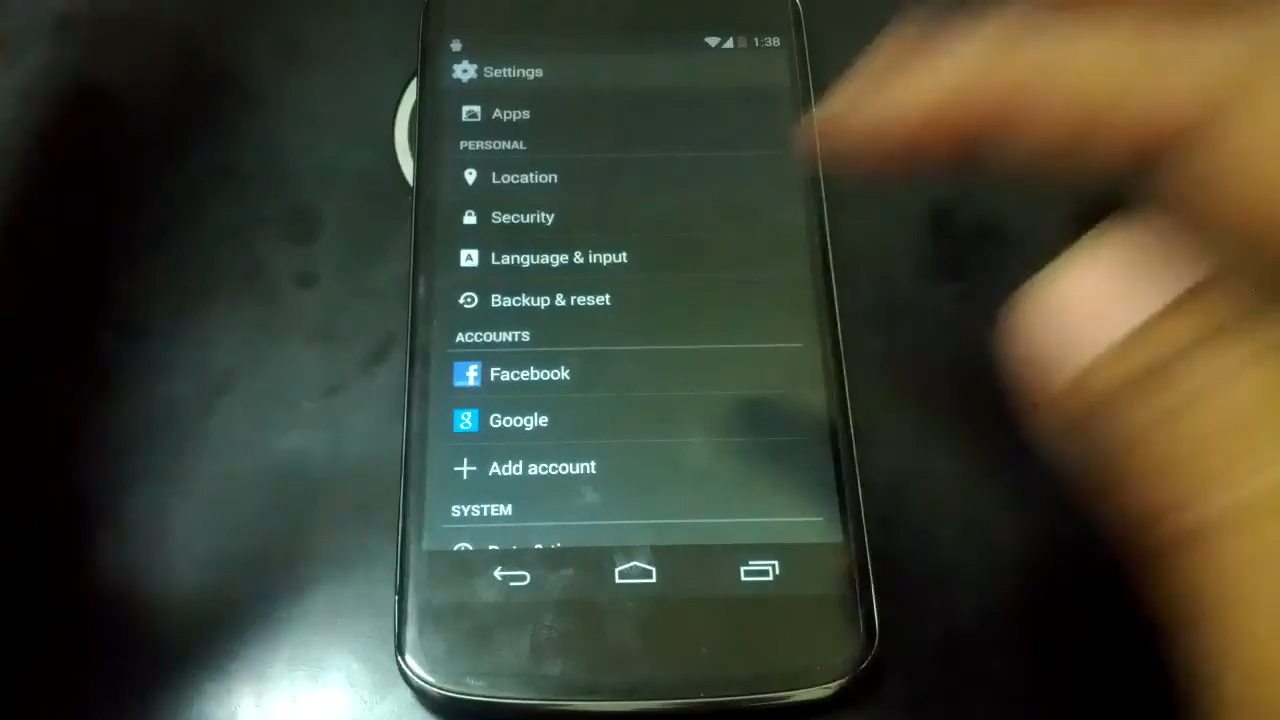 1:38
Settings
Apps
PERSONAL
Location
Security
A Language & input
Backup & reset
ACCOUNTS
f Facebook
g Google
Add account
SYSTEM